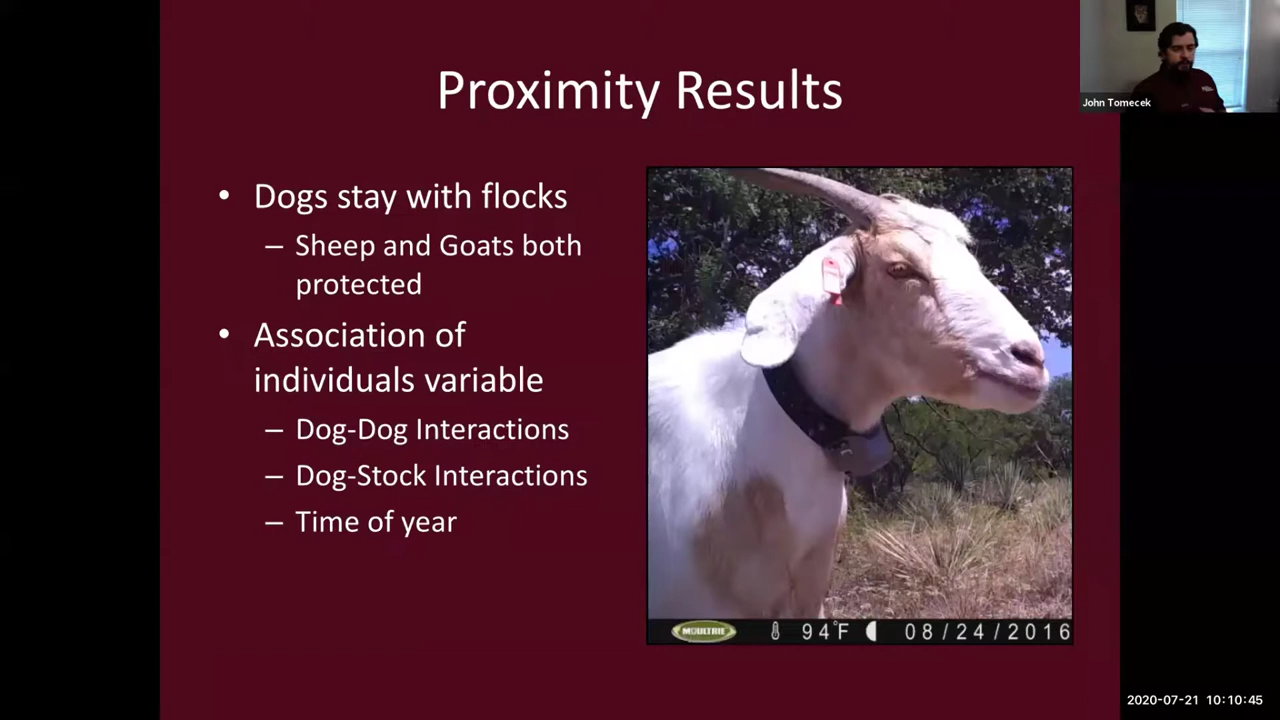 Proximity Results
John Tomecek
• Dogs stay with flocks
– Sheep and Goats both
protected
• Association of
individuals variable
– Dog-Dog Interactions
– Dog-Stock Interactions
– Time of year
MOULTRIE 94°F 08/24/2016
2020-07-21 10:10:45